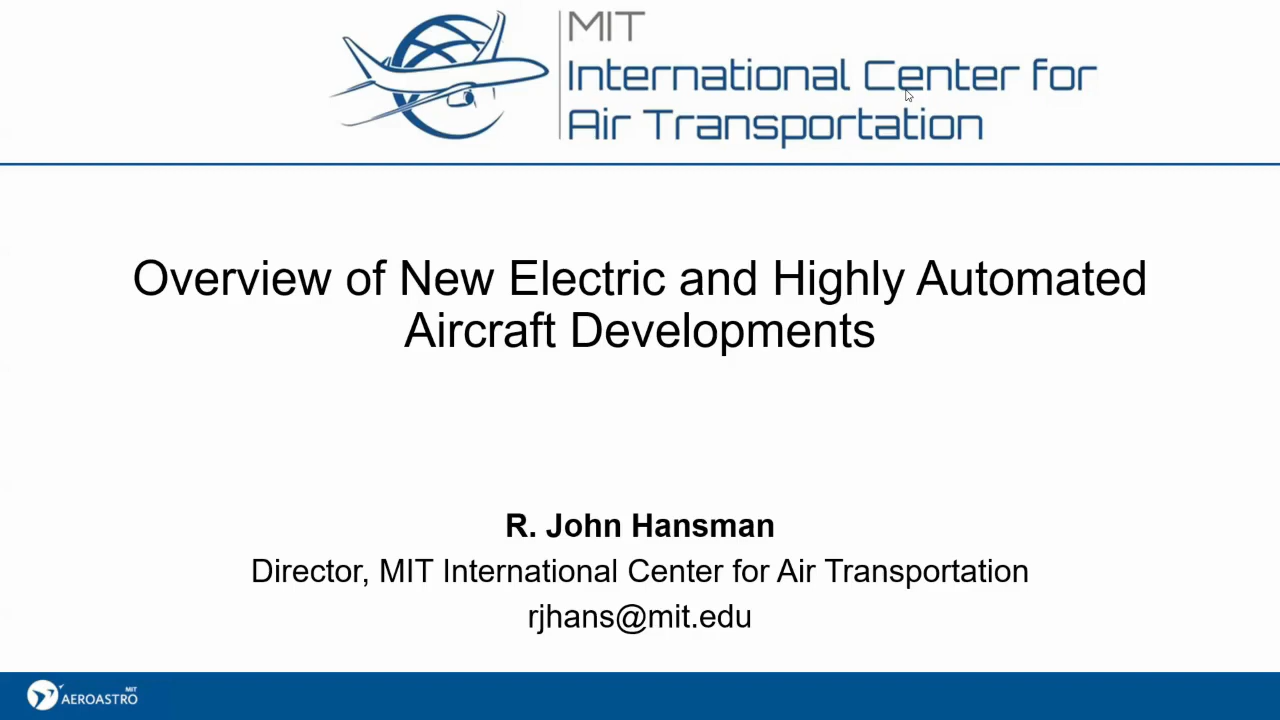 MIT
International Center for
Air Transportation
Overview of New Electric and Highly Automated
Aircraft Developments
R. John Hansman
Director, MIT International Center for Air Transportation
rjhans@mit.edu
MIT
AEROASTRO